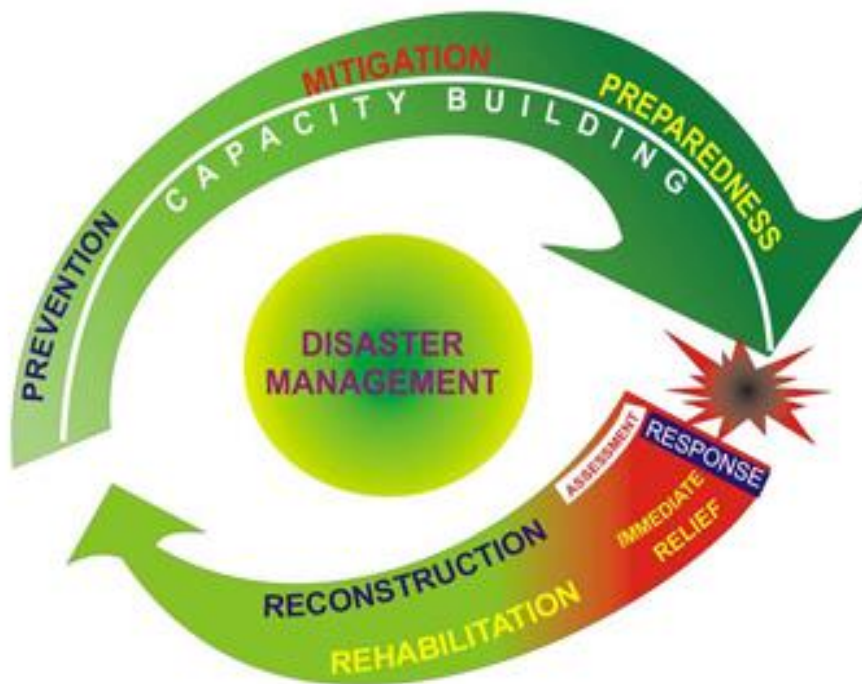 PREVENTION
MITIGATION
PREPAREDNESS
CAPACITY BUILDING
DISASTER
MANAGEMENT
RESPONSE
ASSESSMENT
IMMEDIATE
RELIEF
RECONSTRUCTION
REHABILITATION